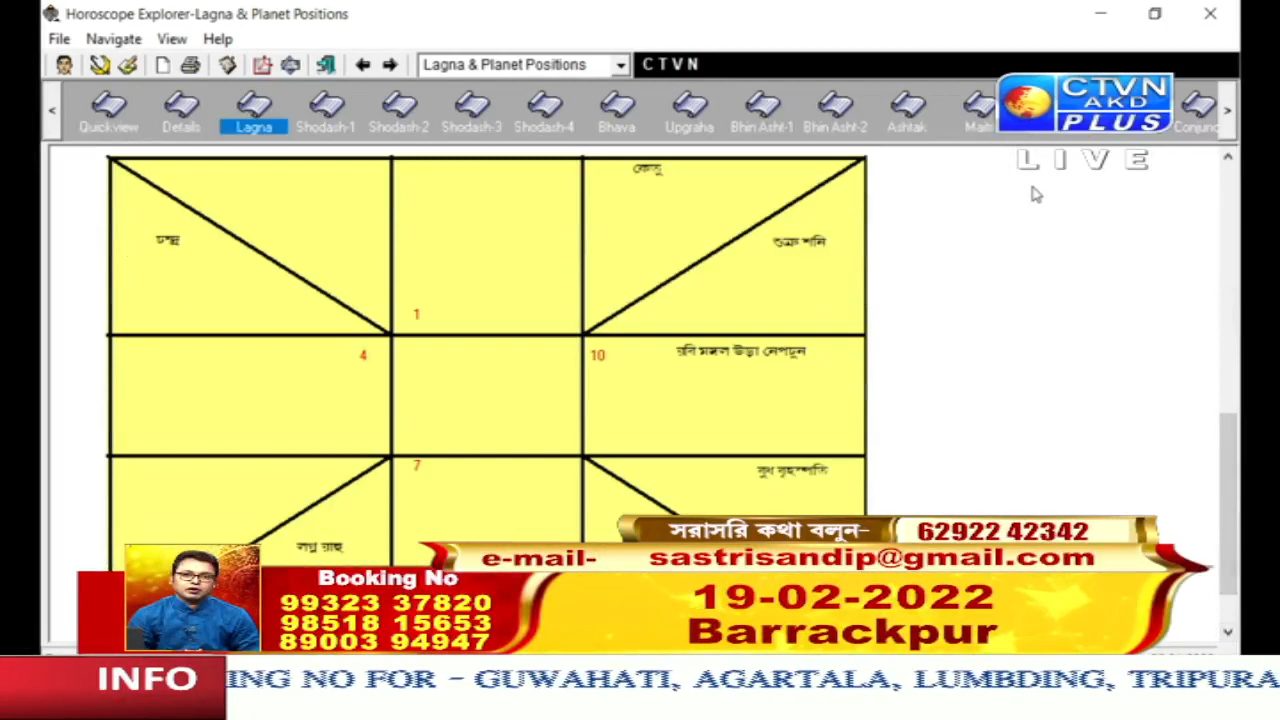 Horoscope Explorer-Lagna & Planet Positions
File Navigate View Help
Lagna & Planet Positions
C T V N
Quick view Details Lagna Shodash-1 Shodash-2 Shodash-3 Shodash-4 Bhava Upgraha Bhin Asht-1 Bhin Asht-2 Ashtak
CTVN
AKD
PLUS
LIVE
কেতু
চন্দ্র
শুক্র শনি
1
4
10
রবি মঙ্গল উড়া নেপচুন
7
বুধ বৃহস্পতি
লগ্ন রাহু
সরাসরি কথা বলুন-
62922 42342
e-mail- sastrisandip@gmail.com
Booking No
99323 37820
98518 15653
89003 94947
19-02-2022
Barrackpur
INFO
ING NO FOR - GUWAHATI, AGARTALA, LUMBDING, TRIPURA